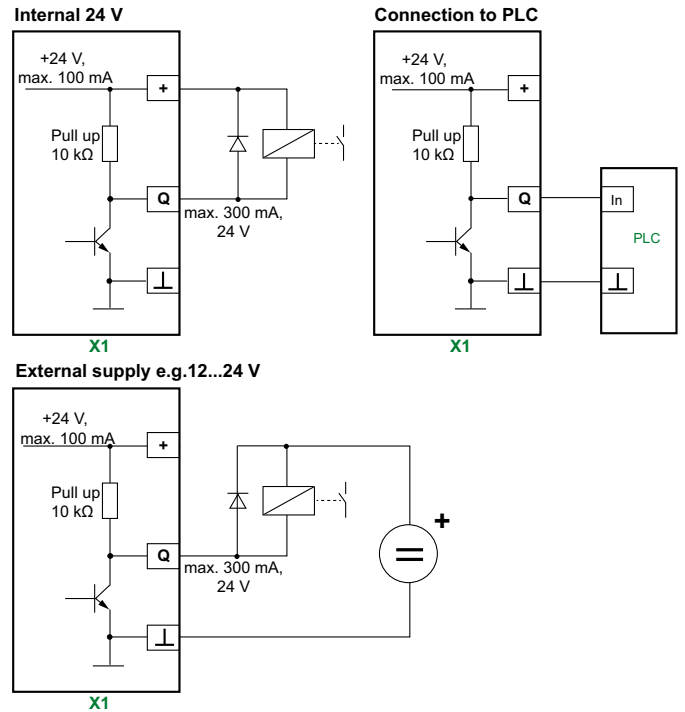 Internal 24 V
+24 V,
max. 100 mA
+
Pull up
10 kΩ
Q
max. 300 mA,
24 V
X1
Connection to PLC
+24 V,
max. 100 mA
+
Pull up
10 kΩ
Q
In
PLC
X1
External supply e.g.12...24 V
+24 V,
max. 100 mA
+
Pull up
10 kΩ
Q
max. 300 mA,
24 V
+
X1